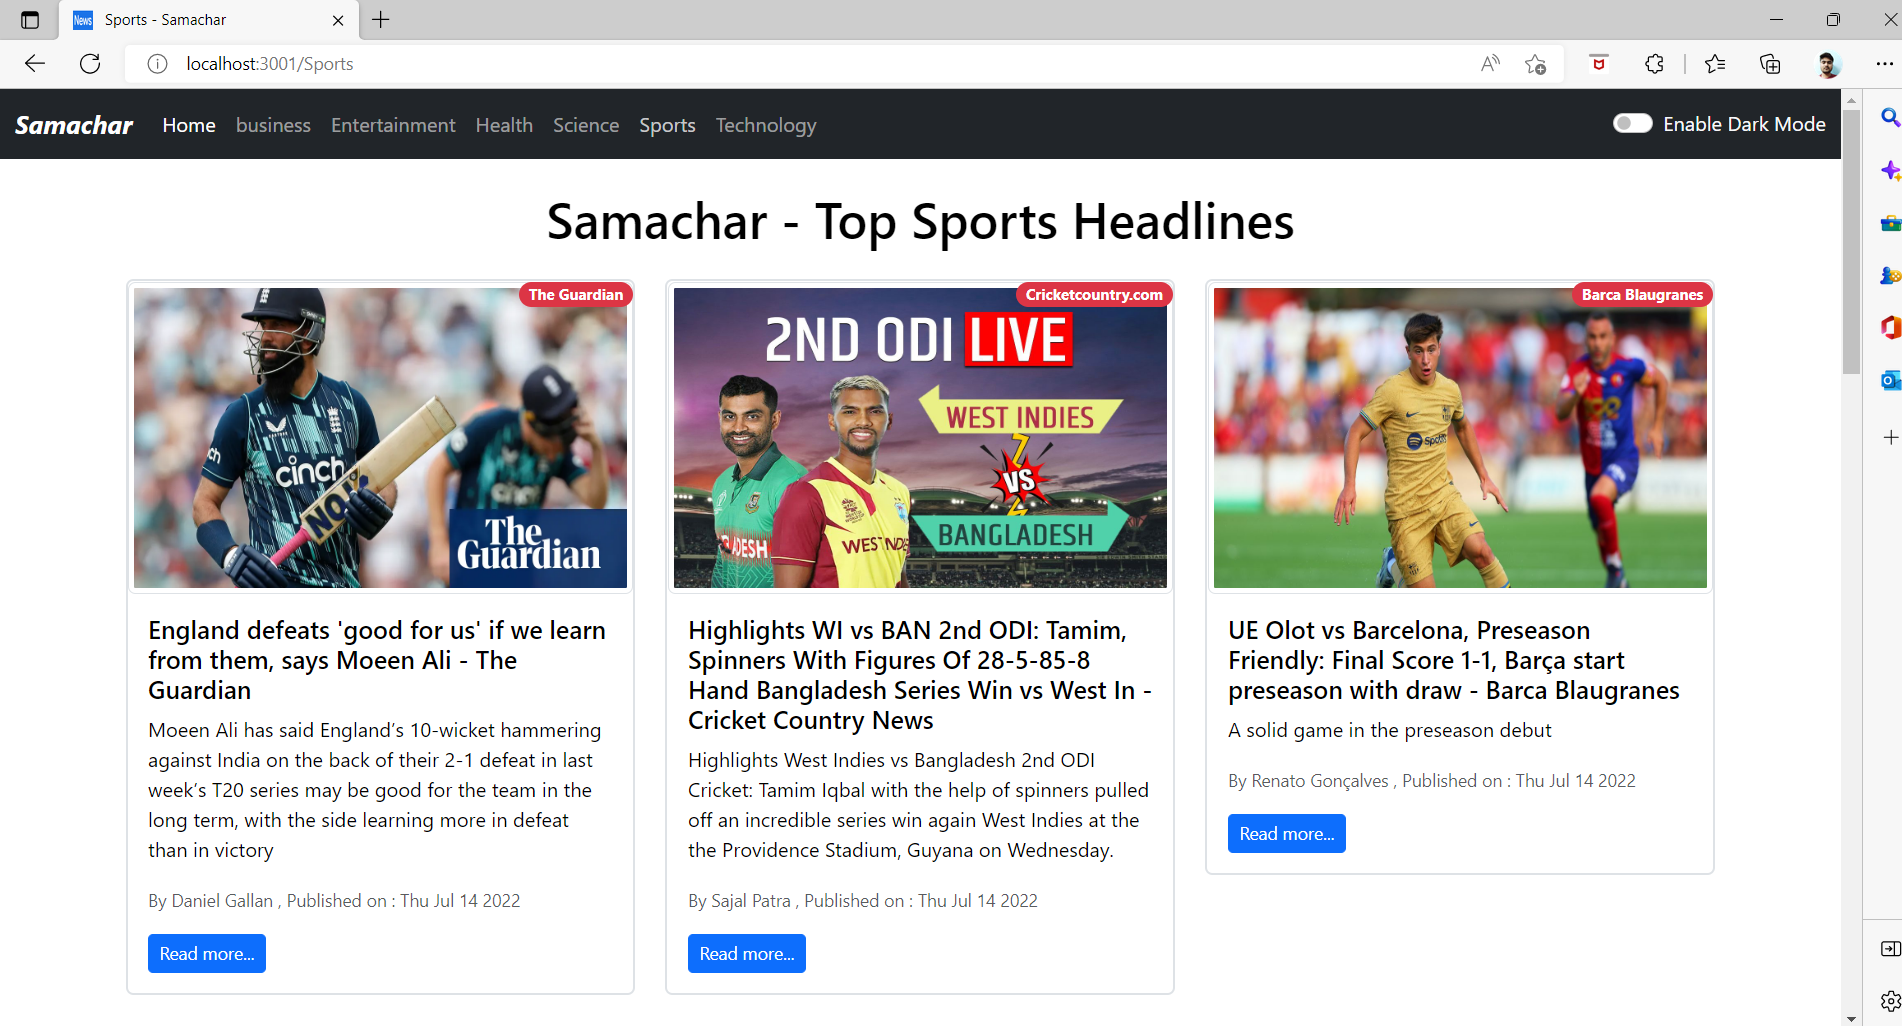 News Sports - Samachar
localhost:3001/Sports
Samachar Home business Entertainment Health Science Sports Technology Enable Dark Mode
Samachar - Top Sports Headlines
The Guardian
cinch
NO
The
Guardian
England defeats 'good for us' if we learn
from them, says Moeen Ali - The
Guardian
Moeen Ali has said England’s 10-wicket hammering
against India on the back of their 2-1 defeat in last
week’s T20 series may be good for the team in the
long term, with the side learning more in defeat
than in victory
By Daniel Gallan , Published on : Thu Jul 14 2022
Read more...
Cricketcountry.com
2ND ODI LIVE
WEST INDIES
VS
BANGLADESH
Highlights WI vs BAN 2nd ODI: Tamim,
Spinners With Figures Of 28-5-85-8
Hand Bangladesh Series Win vs West In -
Cricket Country News
Highlights West Indies vs Bangladesh 2nd ODI
Cricket: Tamim Iqbal with the help of spinners pulled
off an incredible series win again West Indies at the
the Providence Stadium, Guyana on Wednesday.
By Sajal Patra , Published on : Thu Jul 14 2022
Read more...
Barca Blaugranes
UE Olot vs Barcelona, Preseason
Friendly: Final Score 1-1, Barça start
preseason with draw - Barca Blaugranes
A solid game in the preseason debut
By Renato Gonçalves , Published on : Thu Jul 14 2022
Read more...